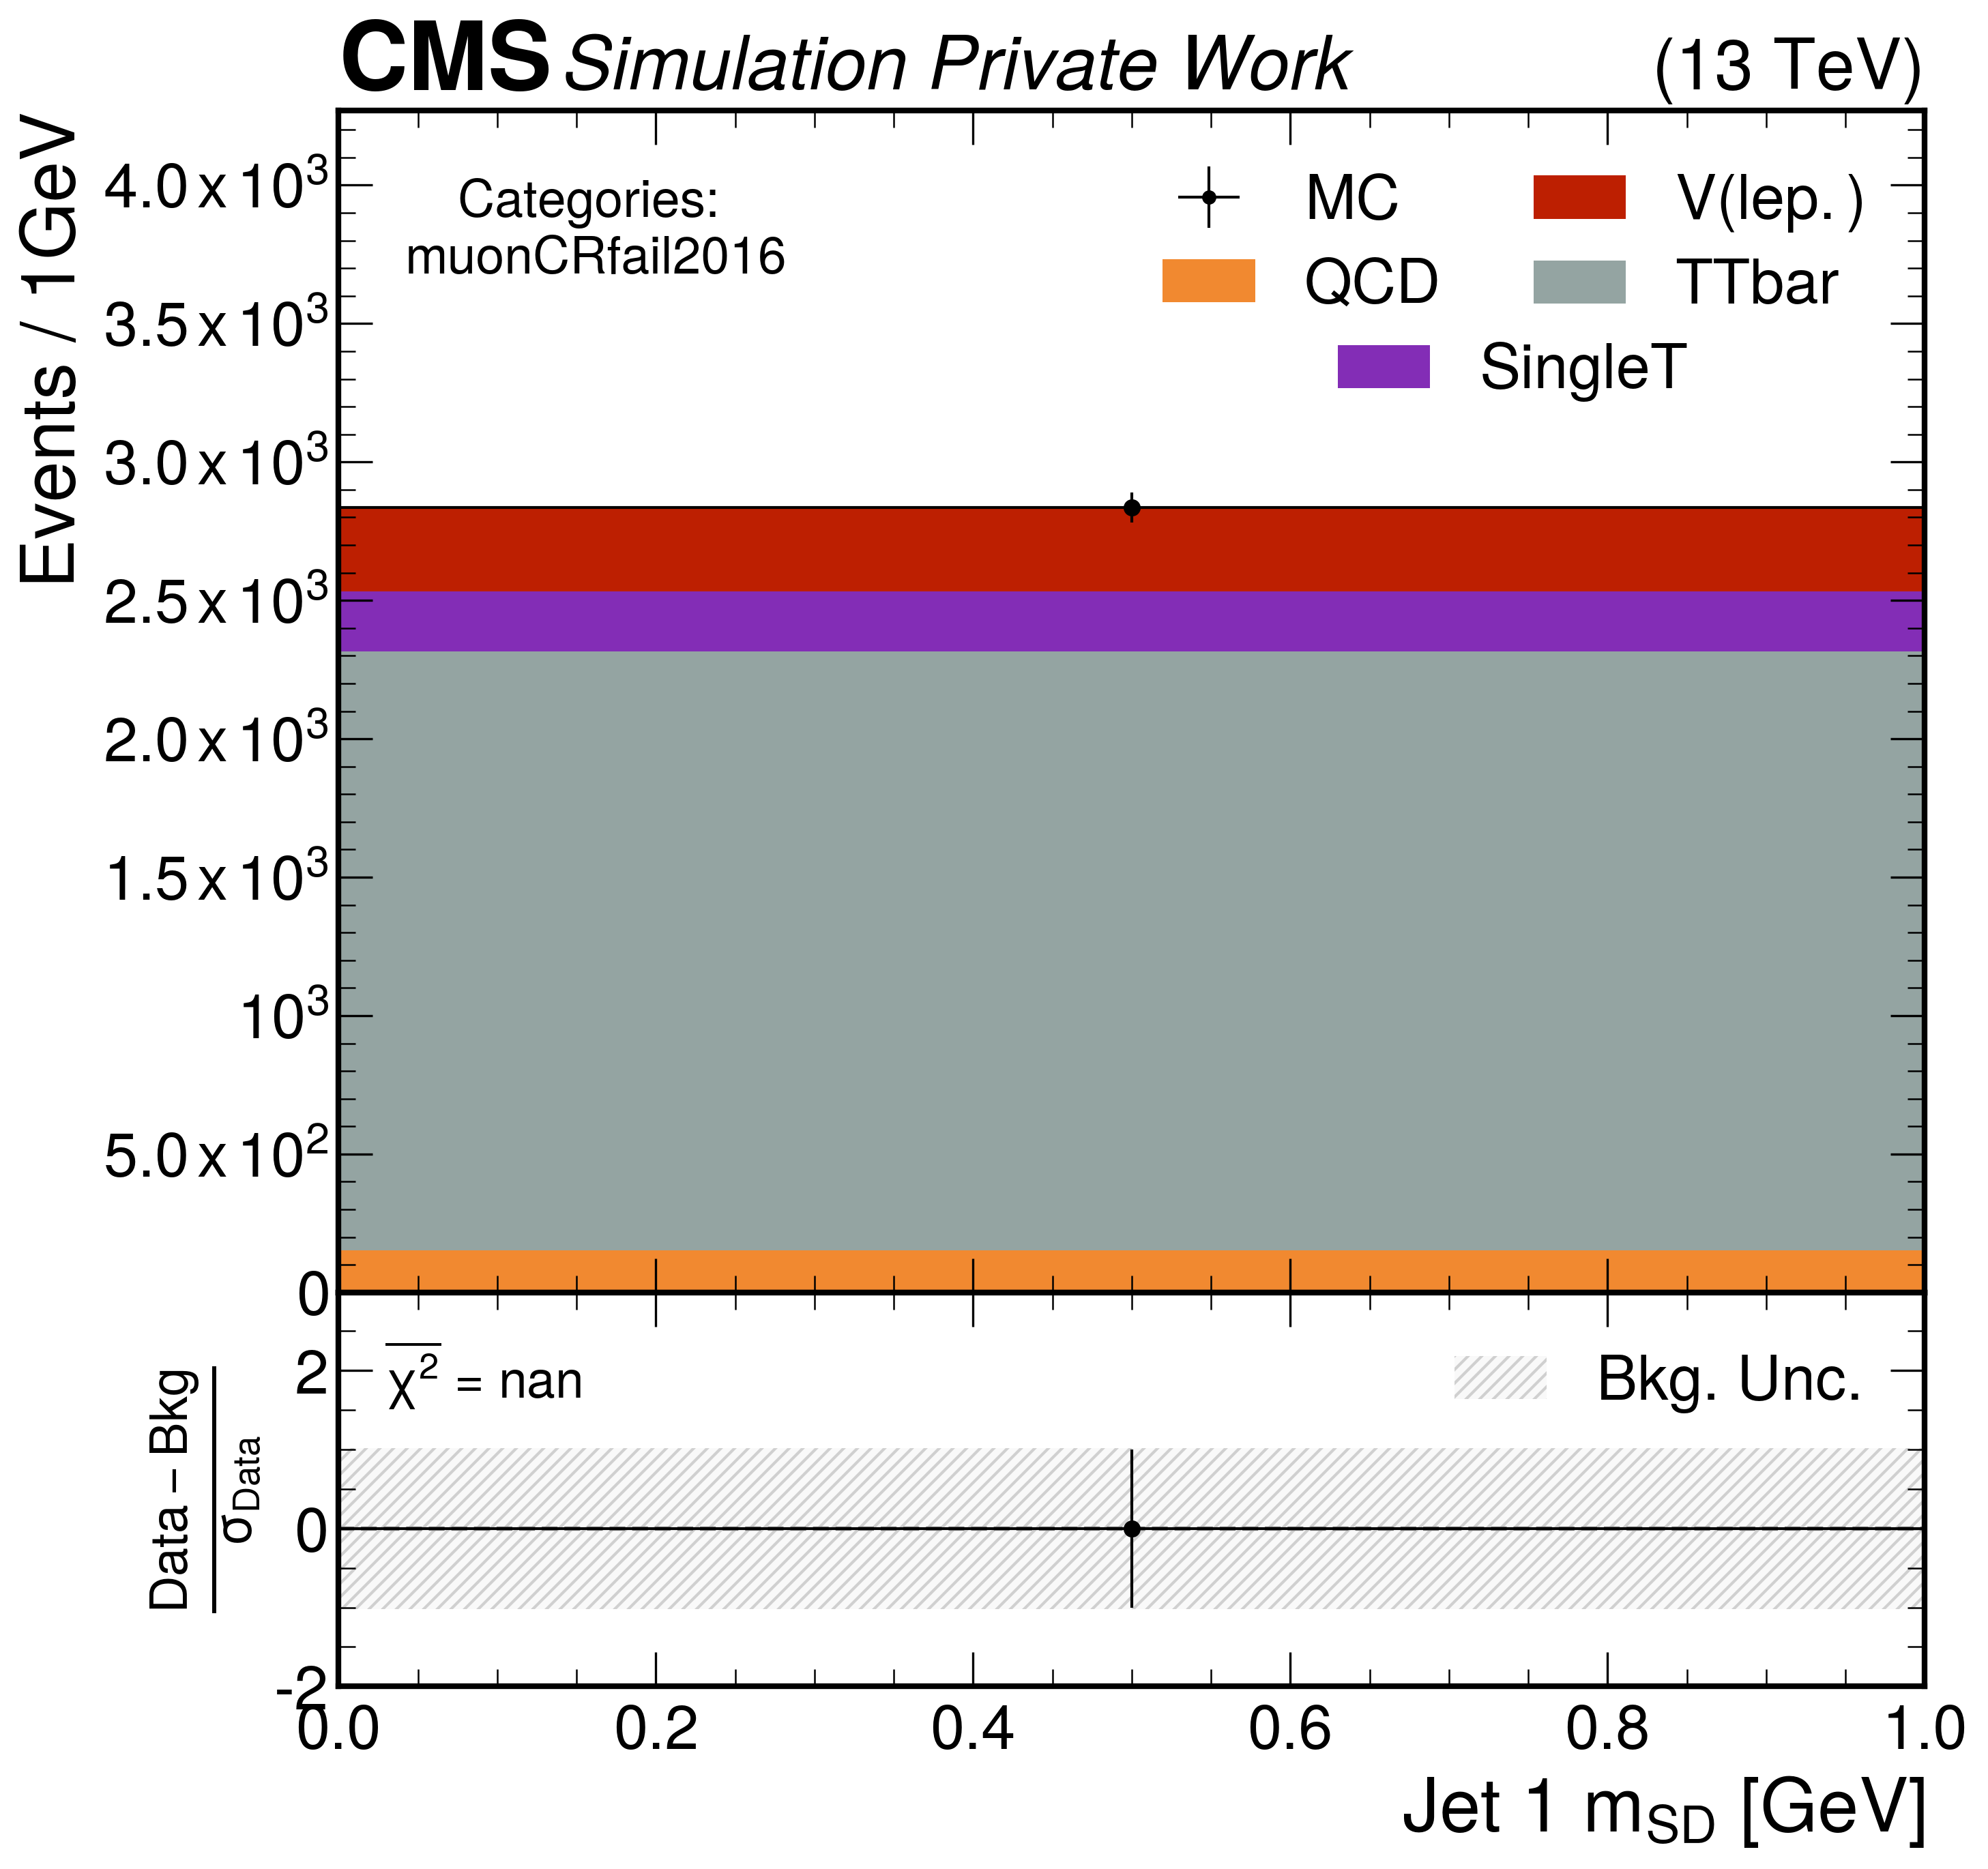 CMS Simulation Private Work (13 TeV)
Events / 1GeV
4.0 x 10³
3.5 x 10³
3.0 x 10³
2.5 x 10³
2.0 x 10³
1.5 x 10³
10³
5.0 x 10²
0
Categories:
muonCRfail2016
MC
V(lep.)
QCD
TTbar
SingleT
Data – Bkg
σ_Data
2
0
-2
χ² = nan
Bkg. Unc.
0.0 0.2 0.4 0.6 0.8 1.0
Jet 1 m_SD [GeV]